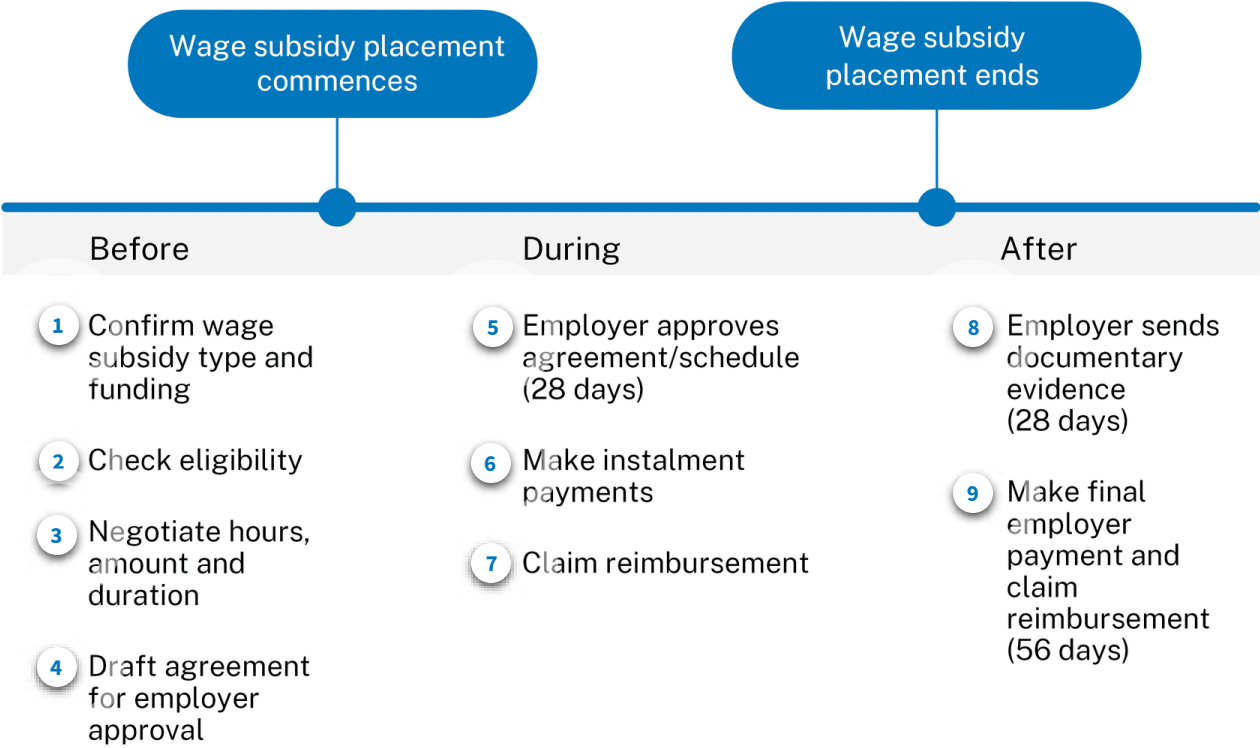 Wage subsidy placement
commences
Wage subsidy
placement ends
Before
During
After
1 Confirm wage
subsidy type and
funding
2 Check eligibility
3 Negotiate hours,
amount and
duration
4 Draft agreement
for employer
approval
5 Employer approves
agreement/schedule
(28 days)
6 Make instalment
payments
7 Claim reimbursement
8 Employer sends
documentary
evidence
(28 days)
9 Make final
employer
payment and
claim
reimbursement
(56 days)